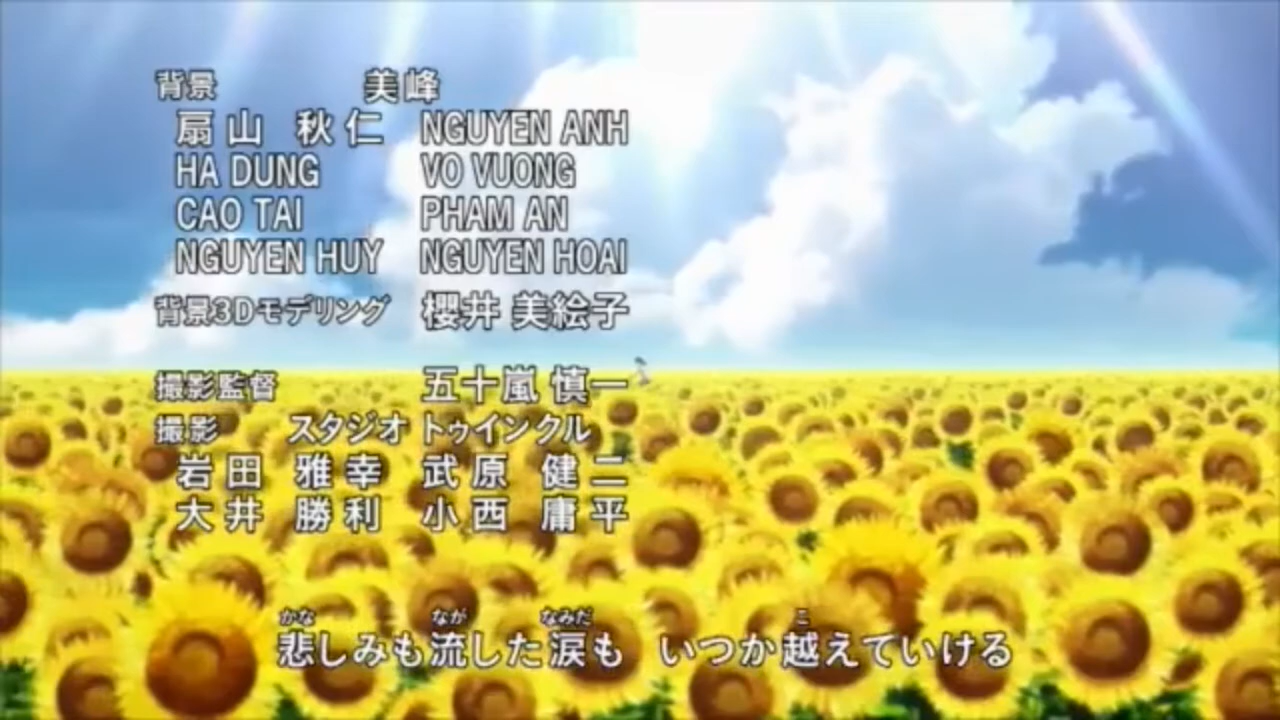 背景 美峰
扇山 秋仁 NGUYEN ANH
HA DUNG VO VUONG
CAO TAI PHAM AN
NGUYEN HUY NGUYEN HOAI
背景3Dモデリング 櫻井 美絵子
撮影監督 五十嵐 慎一
撮影 スタジオ トゥインクル
岩田 雅幸 武原 健二
大井 勝利 小西 庸平
かな なが なみだ こ
悲しみも流した涙も いつか越えていける